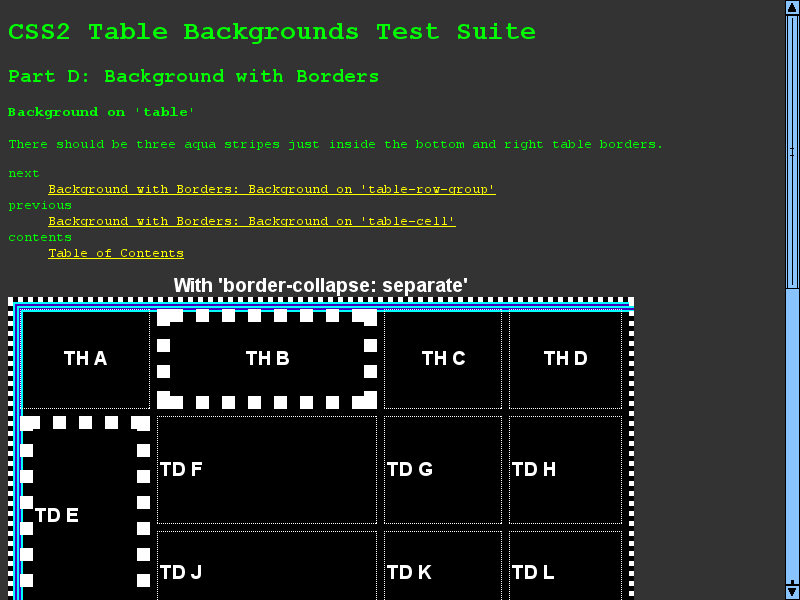 CSS2 Table Backgrounds Test Suite
Part D: Background with Borders
Background on 'table'
There should be three aqua stripes just inside the bottom and right table borders.
next
Background with Borders: Background on 'table-row-group'
previous
Background with Borders: Background on 'table-cell'
contents
Table of Contents
With 'border-collapse: separate'
TH A TH B TH C TH D
TD F TD G TD H
TD E
TD J TD K TD L